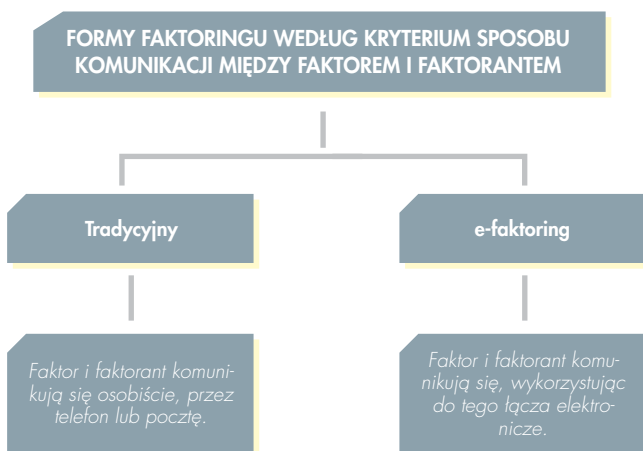 FORMY FAKTORINGU WEDŁUG KRYTERIUM SPOSOBU
KOMUNIKACJI MIĘDZY FAKTOREM I FAKTORANTEM
Tradycyjny
e-faktoring
Faktor i faktorant komuni-
kują się osobiście, przez
telefon lub pocztę.
Faktor i faktorant komu-
nikują się, wykorzystując
do tego łącza elektro-
nicze.